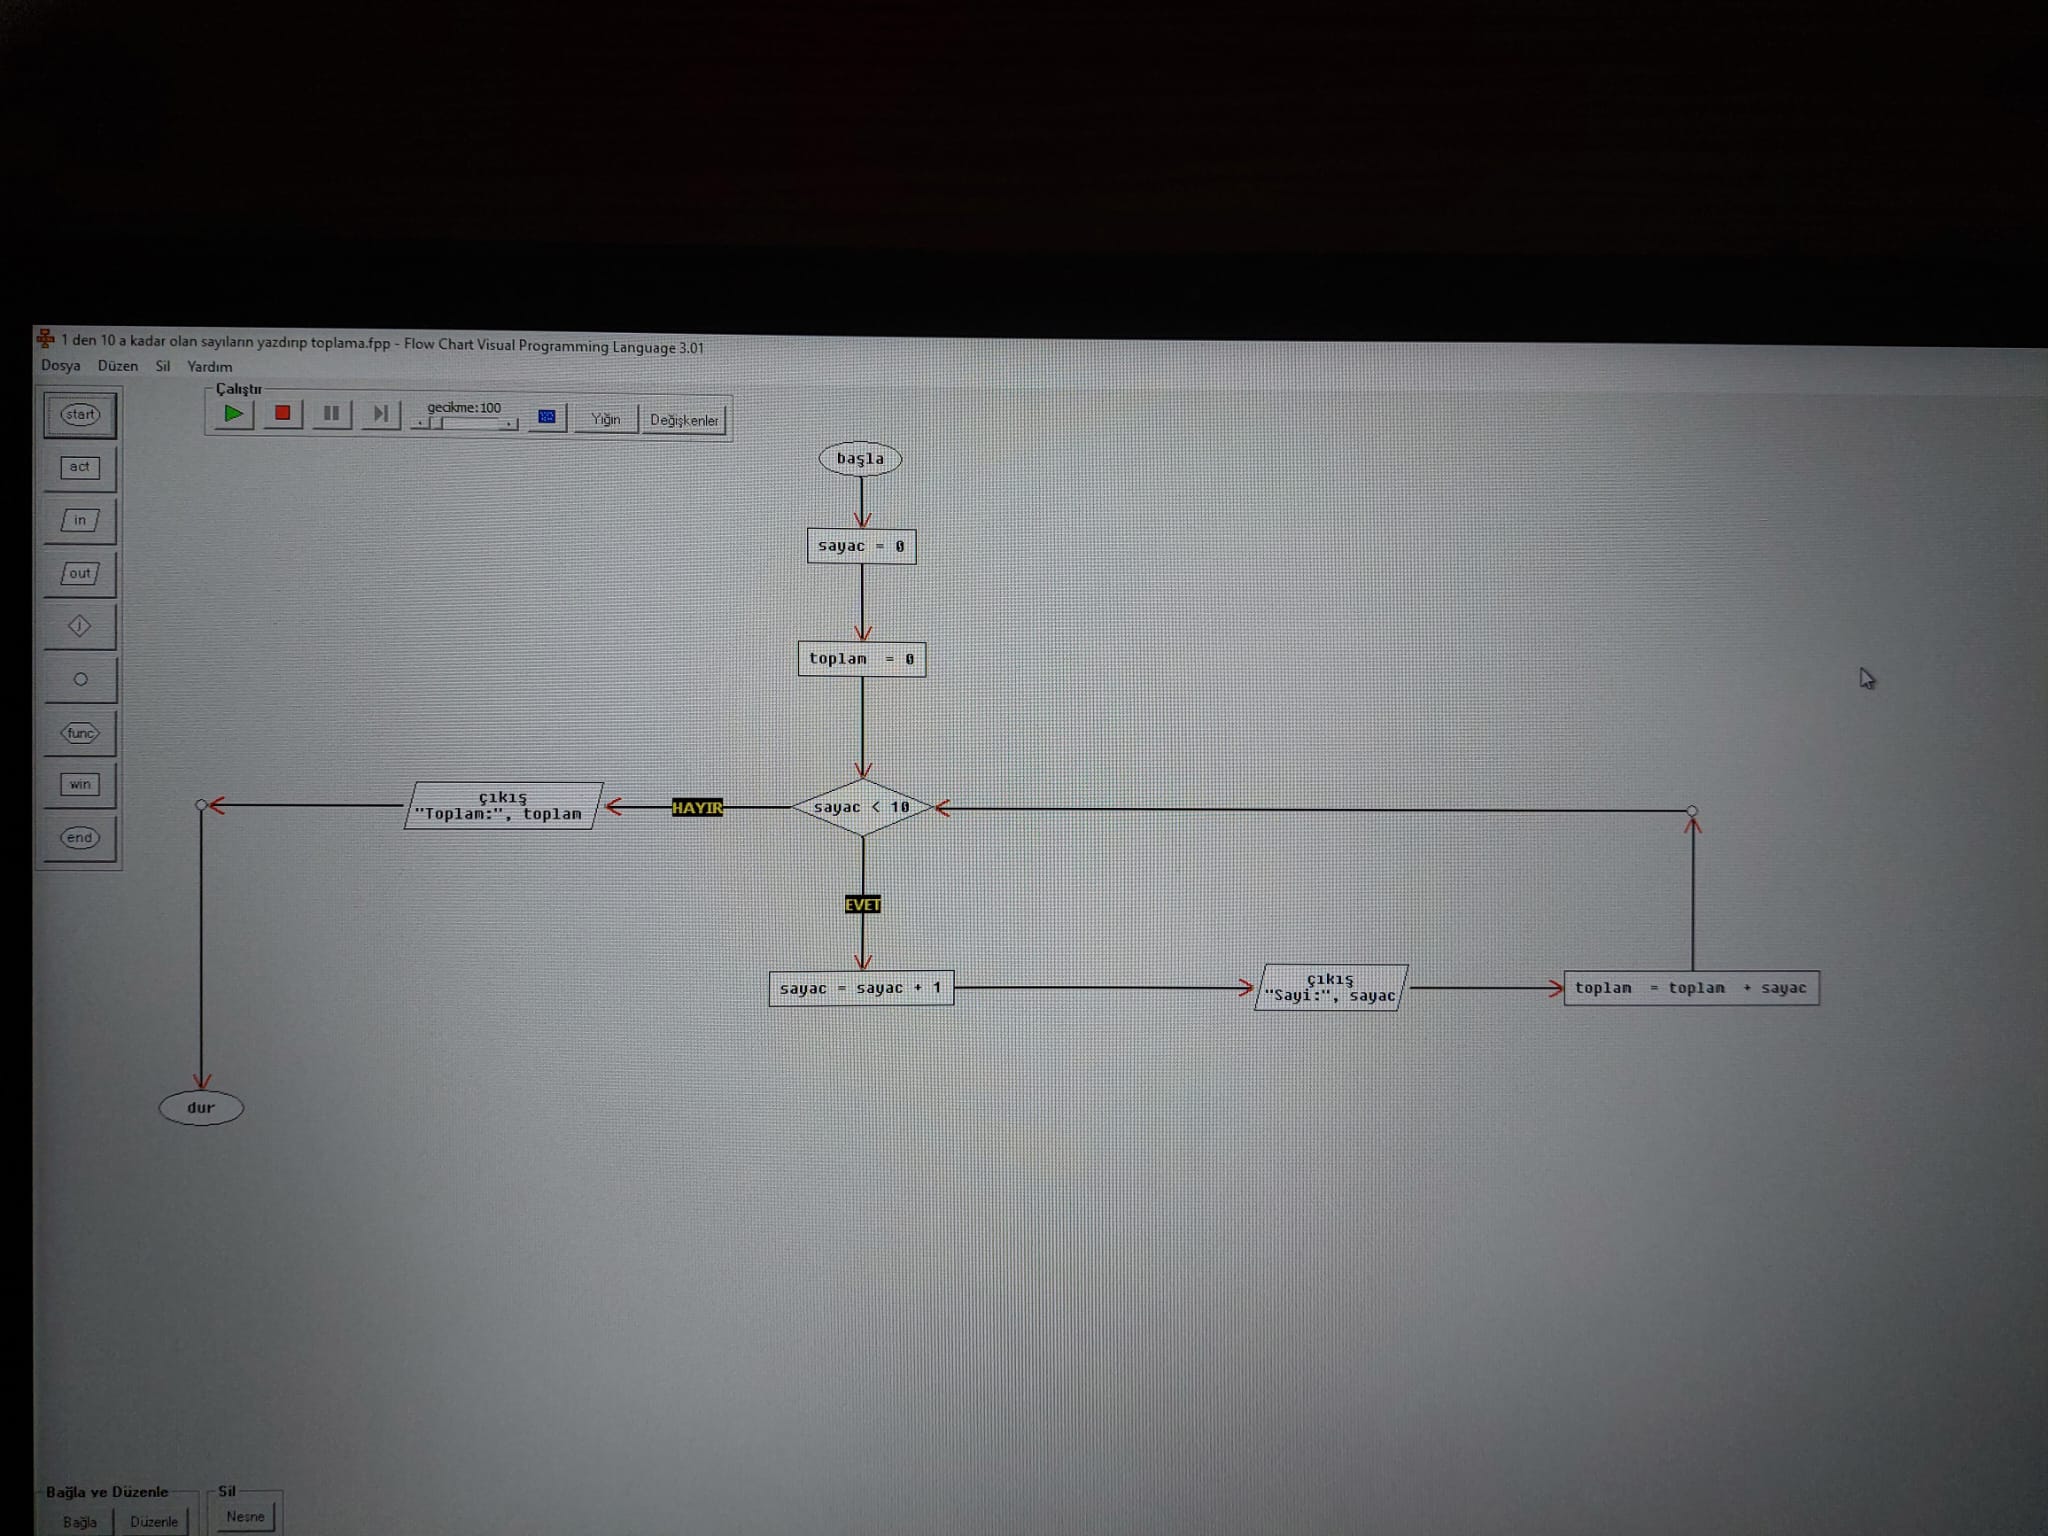 1 den 10 a kadar olan sayıların yazdırıp toplama.fpp - Flow Chart Visual Programming Language 3.01
Dosya Düzen Sil Yardım
Çalıştır
gecikme:100
Yığın
Değişkenler
start
act
in
out
j
func
win
end
başla
sayac = 0
toplam = 0
sayac < 10
HAYIR
çıkış
"Toplam:", toplam
EVET
sayac = sayac + 1
çıkış
"Sayi:", sayac
toplam = toplam + sayac
dur
Bağla ve Düzenle
Bağla
Düzenle
Sil
Nesne